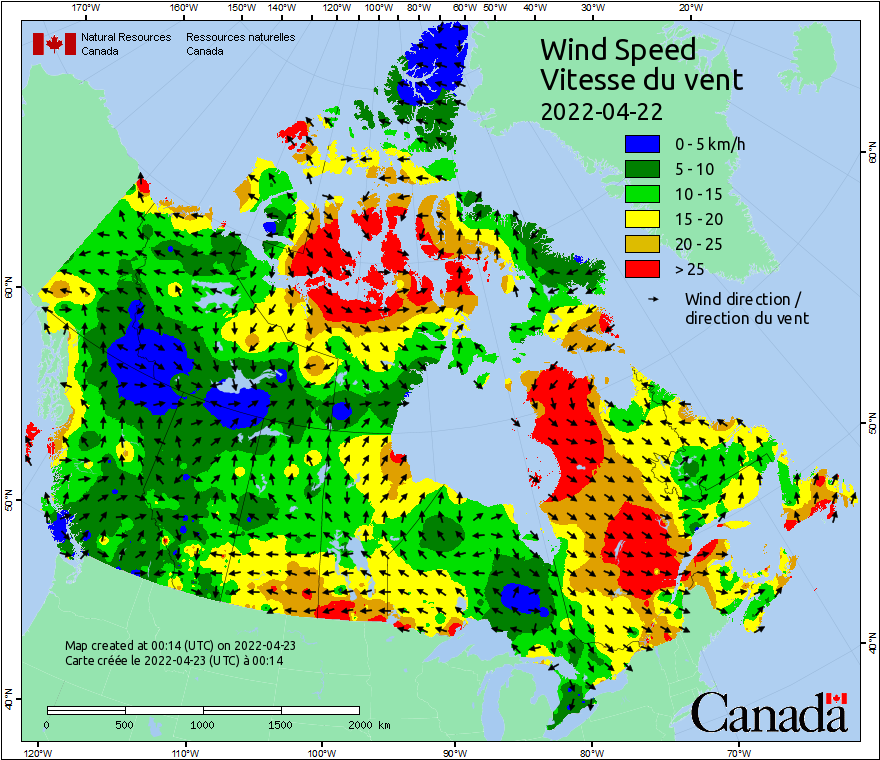 170°W 160°W 150°W 140°W 120°W 100°W 80°W 60°W 50°W 40°W 30°W 20°W
Natural Resources Ressources naturelles
Canada Canada
Wind Speed
Vitesse du vent
2022-04-22
0 - 5 km/h
5 - 10
10 - 15
15 - 20
20 - 25
> 25
Wind direction /
direction du vent
60°N
60°N
50°N
50°N
40°N
40°N
Map created at 00:14 (UTC) on 2022-04-23
Carte créée le 2022-04-23 (UTC) à 00:14
0 500 1000 1500 2000 km
Canada
120°W 110°W 100°W 90°W 80°W 70°W